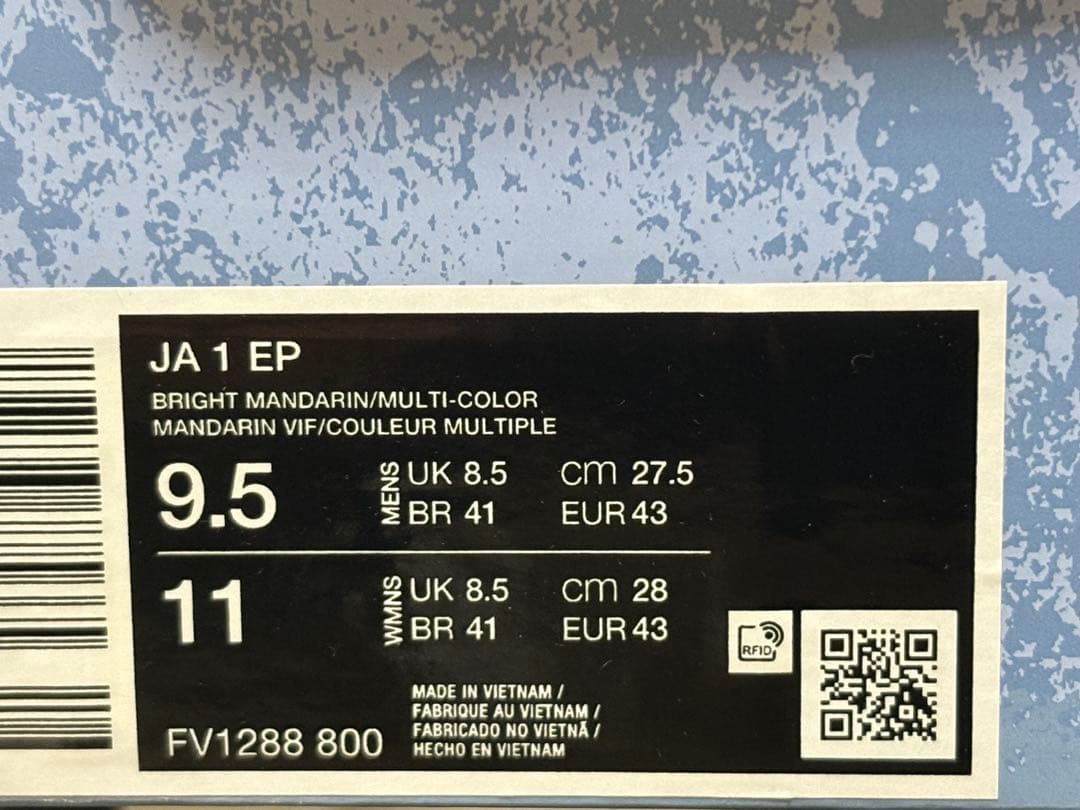 JA 1 EP
BRIGHT MANDARIN/MULTI-COLOR
MANDARIN VIF/COULEUR MULTIPLE
9.5 MENS UK 8.5 cm 27.5
BR 41 EUR 43
11 WMNS UK 8.5 cm 28
BR 41 EUR 43
RFID
MADE IN VIETNAM /
FABRIQUE AU VIETNAM /
FABRICADO NO VIETNÃ /
HECHO EN VIETNAM
FV1288 800